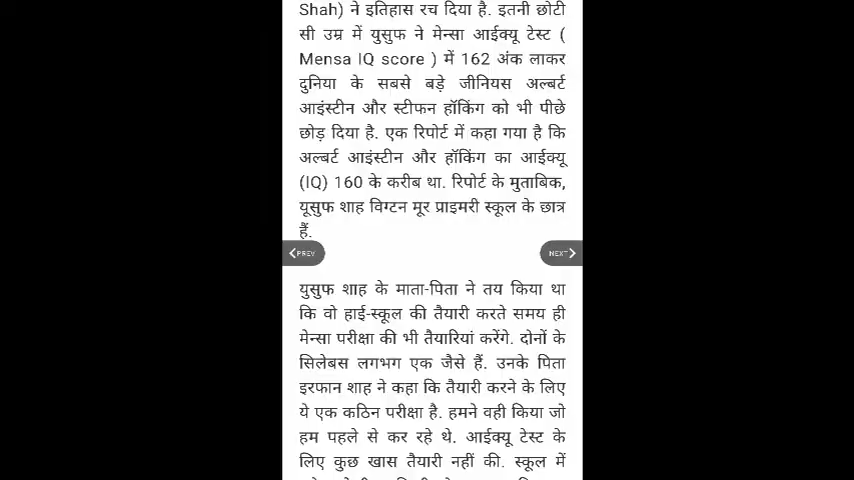 Shah) ने इतिहास रच दिया है. इतनी छोटी
सी उम्र में युसुफ ने मेन्सा आईक्यू टेस्ट (
Mensa IQ score ) में 162 अंक लाकर
दुनिया के सबसे बड़े जीनियस अल्बर्ट
आइंस्टीन और स्टीफन हॉकिंग को भी पीछे
छोड़ दिया है. एक रिपोर्ट में कहा गया है कि
अल्बर्ट आइंस्टीन और हॉकिंग का आईक्यू
(IQ) 160 के करीब था. रिपोर्ट के मुताबिक,
यूसुफ शाह विग्टन मूर प्राइमरी स्कूल के छात्र
हैं.
PREV
NEXT
युसुफ शाह के माता-पिता ने तय किया था
कि वो हाई-स्कूल की तैयारी करते समय ही
मेन्सा परीक्षा की भी तैयारियां करेंगे. दोनों के
सिलेबस लगभग एक जैसे हैं. उनके पिता
इरफान शाह ने कहा कि तैयारी करने के लिए
ये एक कठिन परीक्षा है. हमने वही किया जो
हम पहले से कर रहे थे. आईक्यू टेस्ट के
लिए कुछ खास तैयारी नहीं की. स्कूल में